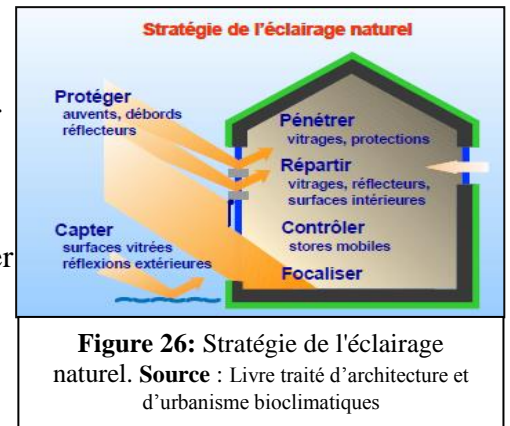 Stratégie de l'éclairage naturel
Protéger
auvents, débords
réflecteurs
Capter
surfaces vitrées
réflexions extérieures
Pénétrer
vitrages, protections
Répartir
vitrages, réflecteurs,
surfaces intérieures
Contrôler
stores mobiles
Focaliser
er
Figure 26: Stratégie de l'éclairage
naturel. Source : Livre traité d’architecture et
d’urbanisme bioclimatiques